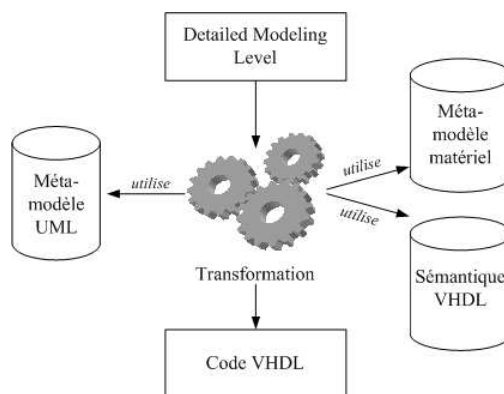 Detailed Modeling
Level
Méta-
modèle
matériel
Méta-
modèle
UML
utilise
utilise
utilise
Transformation
Sémantique
VHDL
Code VHDL